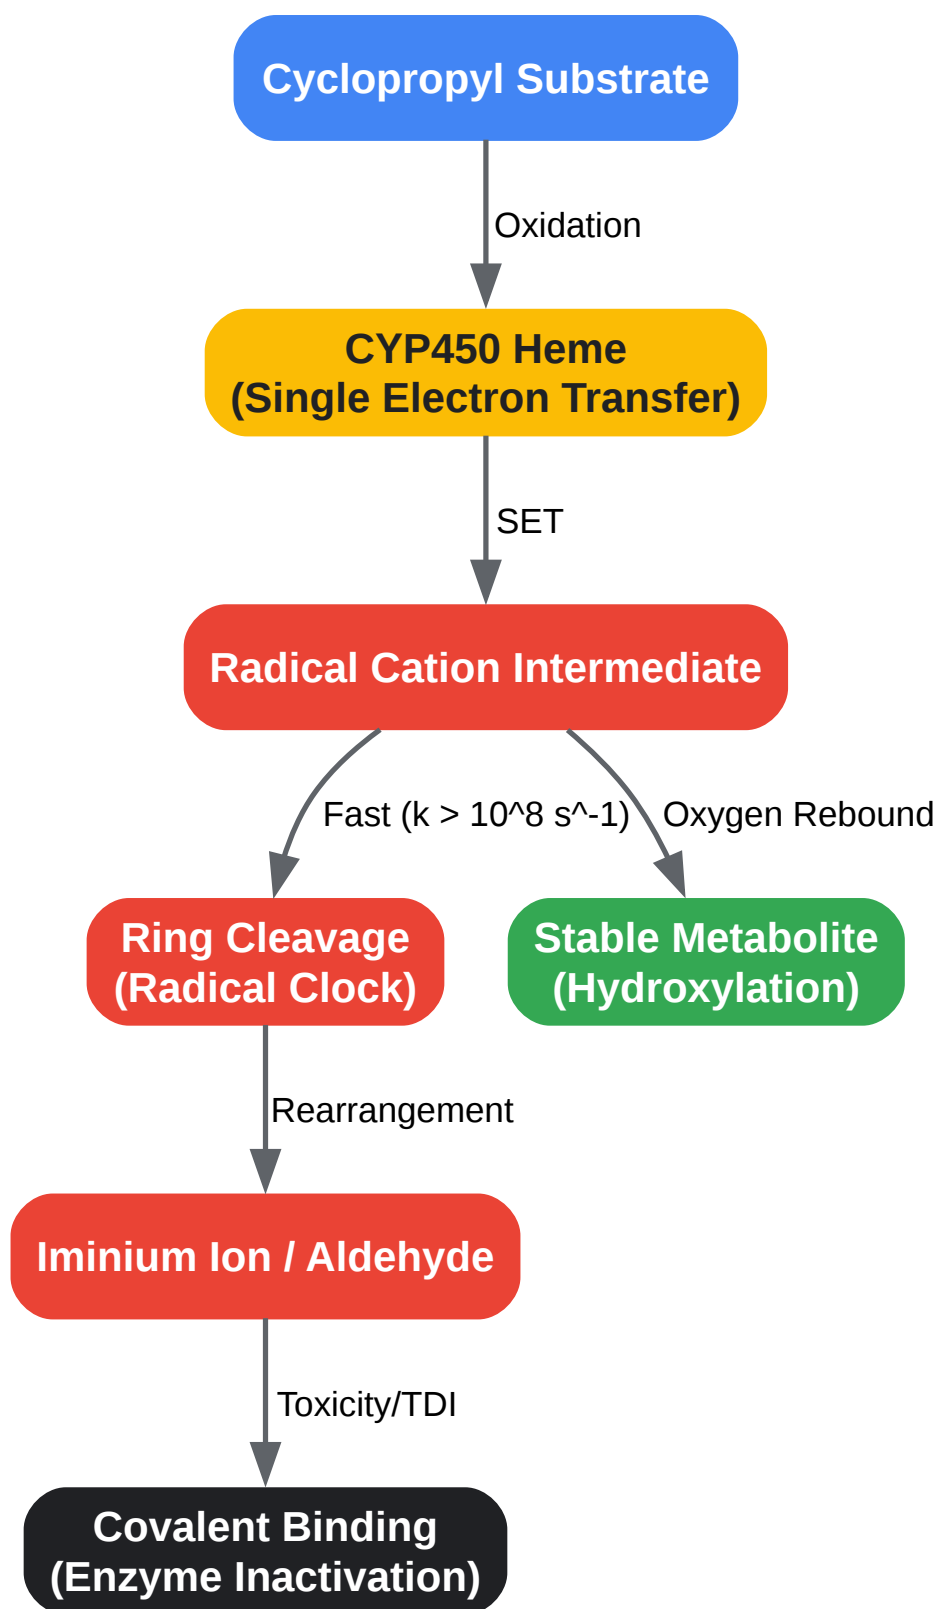 Cyclopropyl Substrate
Oxidation
CYP450 Heme
(Single Electron Transfer)
SET
Radical Cation Intermediate
Fast (k > 10^8 s^-1)
Oxygen Rebound
Ring Cleavage
(Radical Clock)
Stable Metabolite
(Hydroxylation)
Rearrangement
Iminium Ion / Aldehyde
Toxicity/TDI
Covalent Binding
(Enzyme Inactivation)